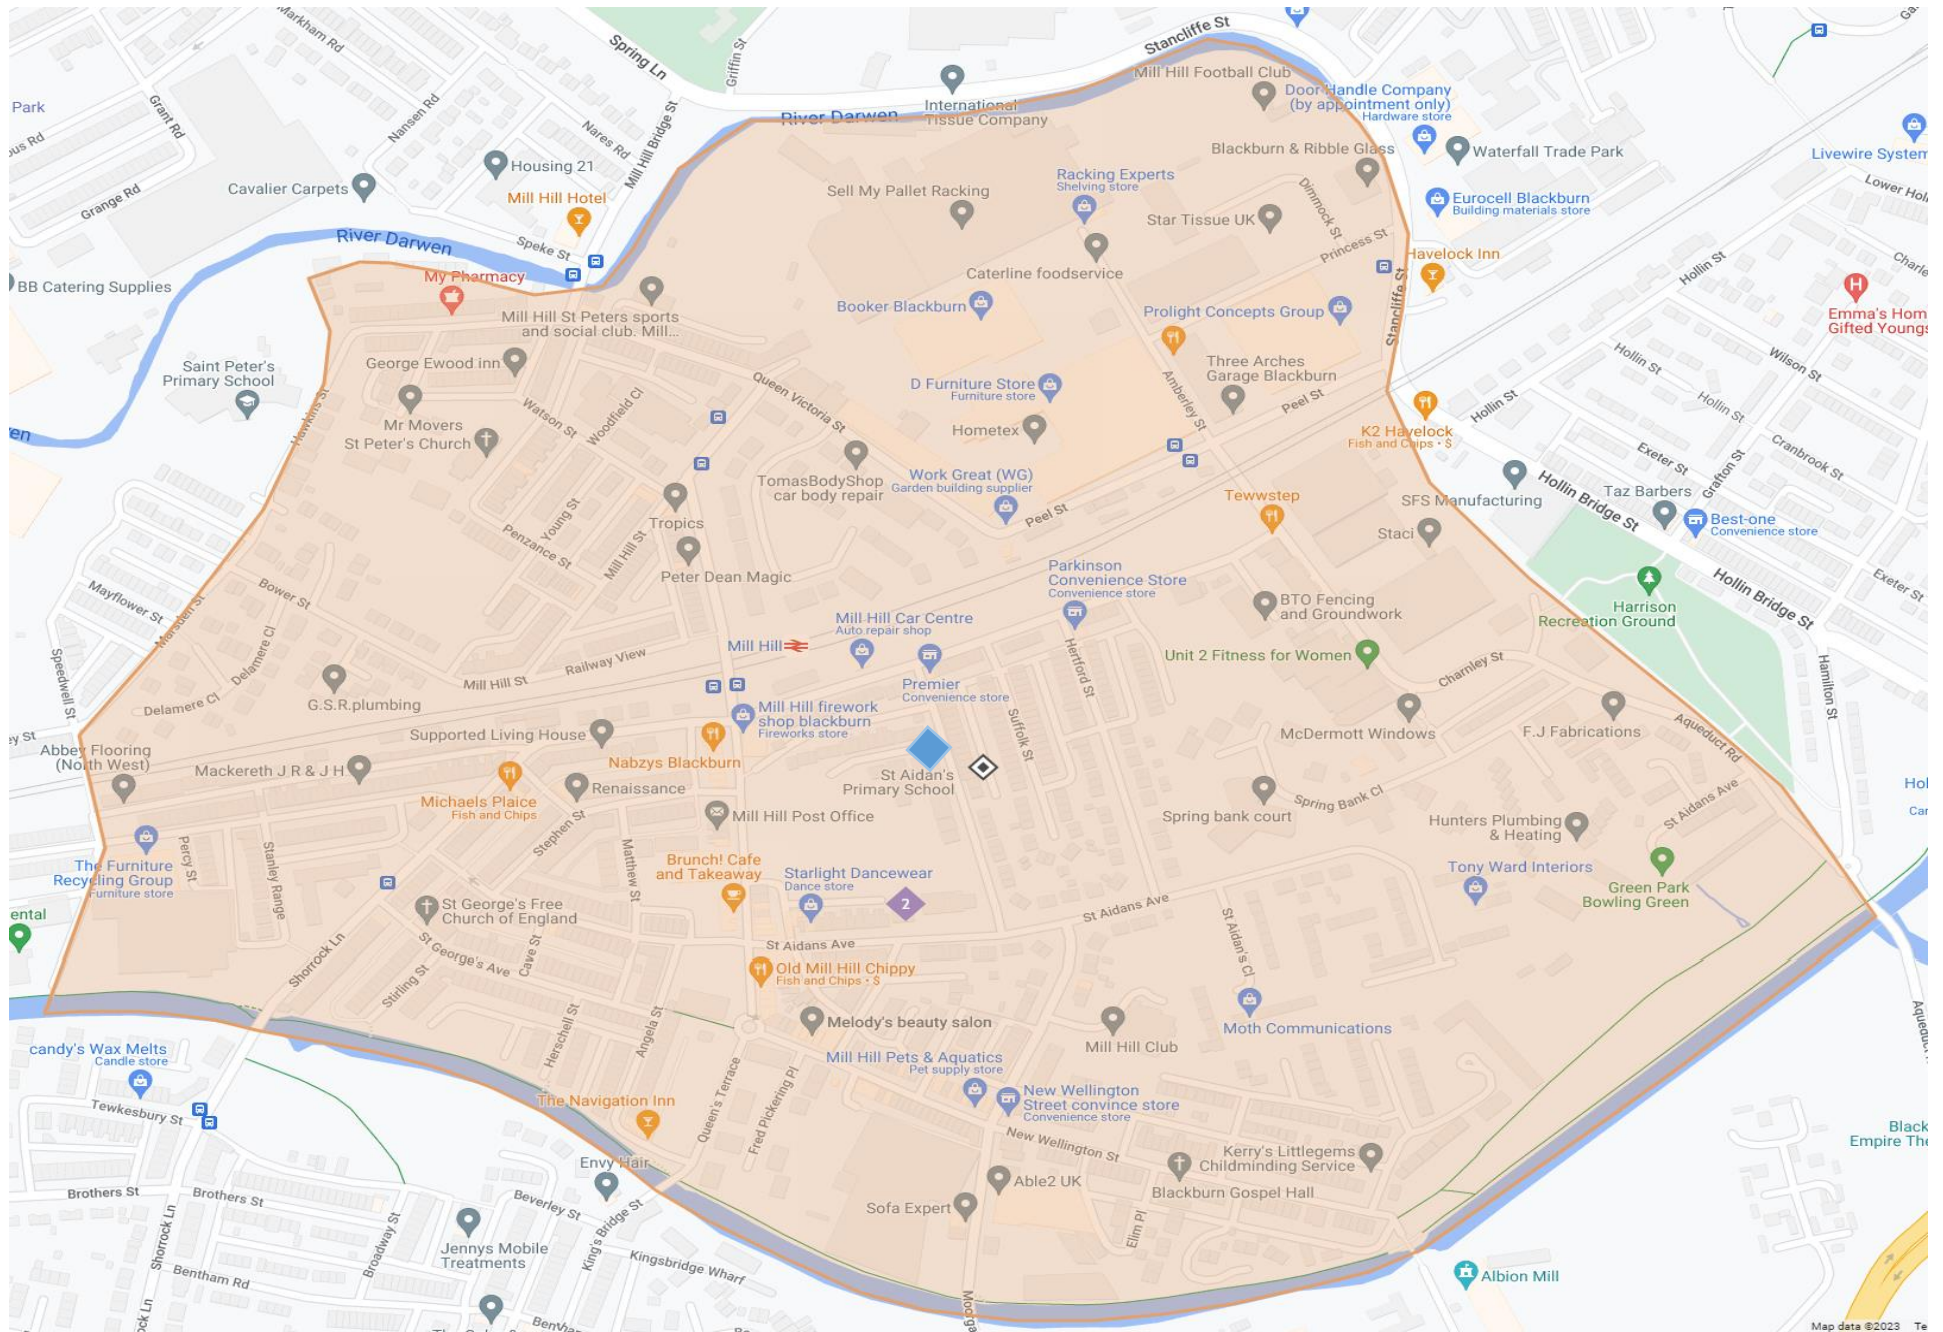 Markham Rd
Spring Ln
Griffin St
Stancliffe St
Park
Grant Rd
Nansen Rd
Nares Rd
Mill Hill Bridge St
International
Tissue Company
River Darwen
Mill Hill Football Club
Door Handle Company
(by appointment only)
Hardware store
Waterfall Trade Park
Livewire System
Housing 21
Blackburn & Ribble Glass
Cavalier Carpets
Grange Rd
Mill Hill Hotel
Sell My Pallet Racking
Racking Experts
Shelving store
Star Tissue UK
Dimmock St
Princess St
Eurocell Blackburn
Building materials store
River Darwen
Speke St
Havelock Inn
Hollin St
BB Catering Supplies
My Pharmacy
Caterline foodservice
Mill Hill St Peters sports
and social club. Mill...
Booker Blackburn
Prolight Concepts Group
Stancliffe St
Emma's Hom
Gifted Youngs
Saint Peter's
Primary School
George Ewood inn
Queen Victoria St
D Furniture Store
Furniture store
Three Arches
Garage Blackburn
Peel St
Amberley St
Hollin St
Wilson St
Hawkins St
Watson St
Woodfield Cl
Mr Movers
St Peter's Church
Hometex
K2 Havelock
Fish and Chips • $
Hollin St
Hollin St
Cranbrook St
TomasBodyShop
car body repair
Work Great (WG)
Garden building supplier
Peel St
Exeter St
Grafton St
Tropics
Tewwstep
SFS Manufacturing
Staci
Hollin Bridge St
Taz Barbers
Best-one
Convenience store
Young St
Penzance St
Mill Hill St
Peter Dean Magic
Parkinson
Convenience Store
Convenience store
BTO Fencing
and Groundwork
Harrison
Recreation Ground
Hollin Bridge St
Exeter St
Mayflower St
Marsden St
Bower St
Delamere Cl
Speedwell St
Mill Hill
Mill Hill Car Centre
Auto repair shop
Railway View
Mill Hill St
Hertford St
Unit 2 Fitness for Women
Charnley St
Hamilton St
Delamere Cl
G.S.R.plumbing
Premier
Convenience store
Mill Hill firework
shop blackburn
Fireworks store
Suffolk St
Supported Living House
Nabzys Blackburn
McDermott Windows
F.J Fabrications
Aqueduct Rd
Abbey Flooring
(North West)
Mackereth J R & J H
Michaels Plaice
Fish and Chips
Renaissance
St Aidan's
Primary School
Mill Hill Post Office
Spring bank court
Spring Bank Cl
Hunters Plumbing
& Heating
St Aidans Ave
The Furniture
Recycling Group
Furniture store
Percy St
Stanley Range
Stephen St
Matthew St
Brunch! Cafe
and Takeaway
Starlight Dancewear
Dance store
2
Tony Ward Interiors
Green Park
Bowling Green
St George's Free
Church of England
St Aidans Ave
St Aidans Ave
St Aidan's Cl
Shorrock Ln
St George's Ave
Cave St
Stirling St
Old Mill Hill Chippy
Fish and Chips • $
Melody's beauty salon
Mill Hill Club
Moth Communications
Herschell St
Angela St
candy's Wax Melts
Candle store
Mill Hill Pets & Aquatics
Pet supply store
New Wellington
Street convince store
Convenience store
Tewkesbury St
The Navigation Inn
Queen's Terrace
Fred Pickering Pl
New Wellington St
Kerry's Littlegems
Childminding Service
Black
Empire The
Envy Hair
Able2 UK
Blackburn Gospel Hall
Brothers St
Brothers St
Beverley St
King's Bridge St
Sofa Expert
Elim Pl
Shorrock Ln
Broadway St
Jennys Mobile
Treatments
Kingsbridge Wharf
Bentham Rd
Albion Mill
Map data ©2023